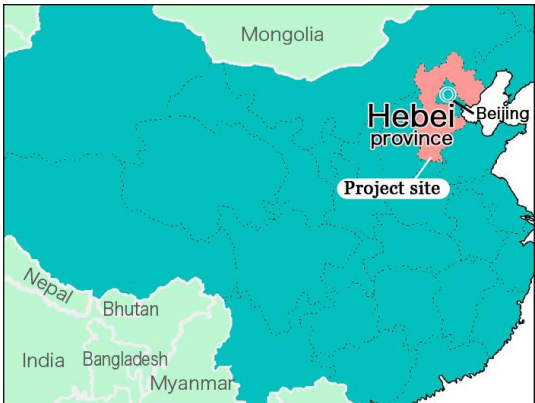 Mongolia
Hebei
province
Beijing
Project site
Nepal
Bhutan
India
Bangladesh
Myanmar